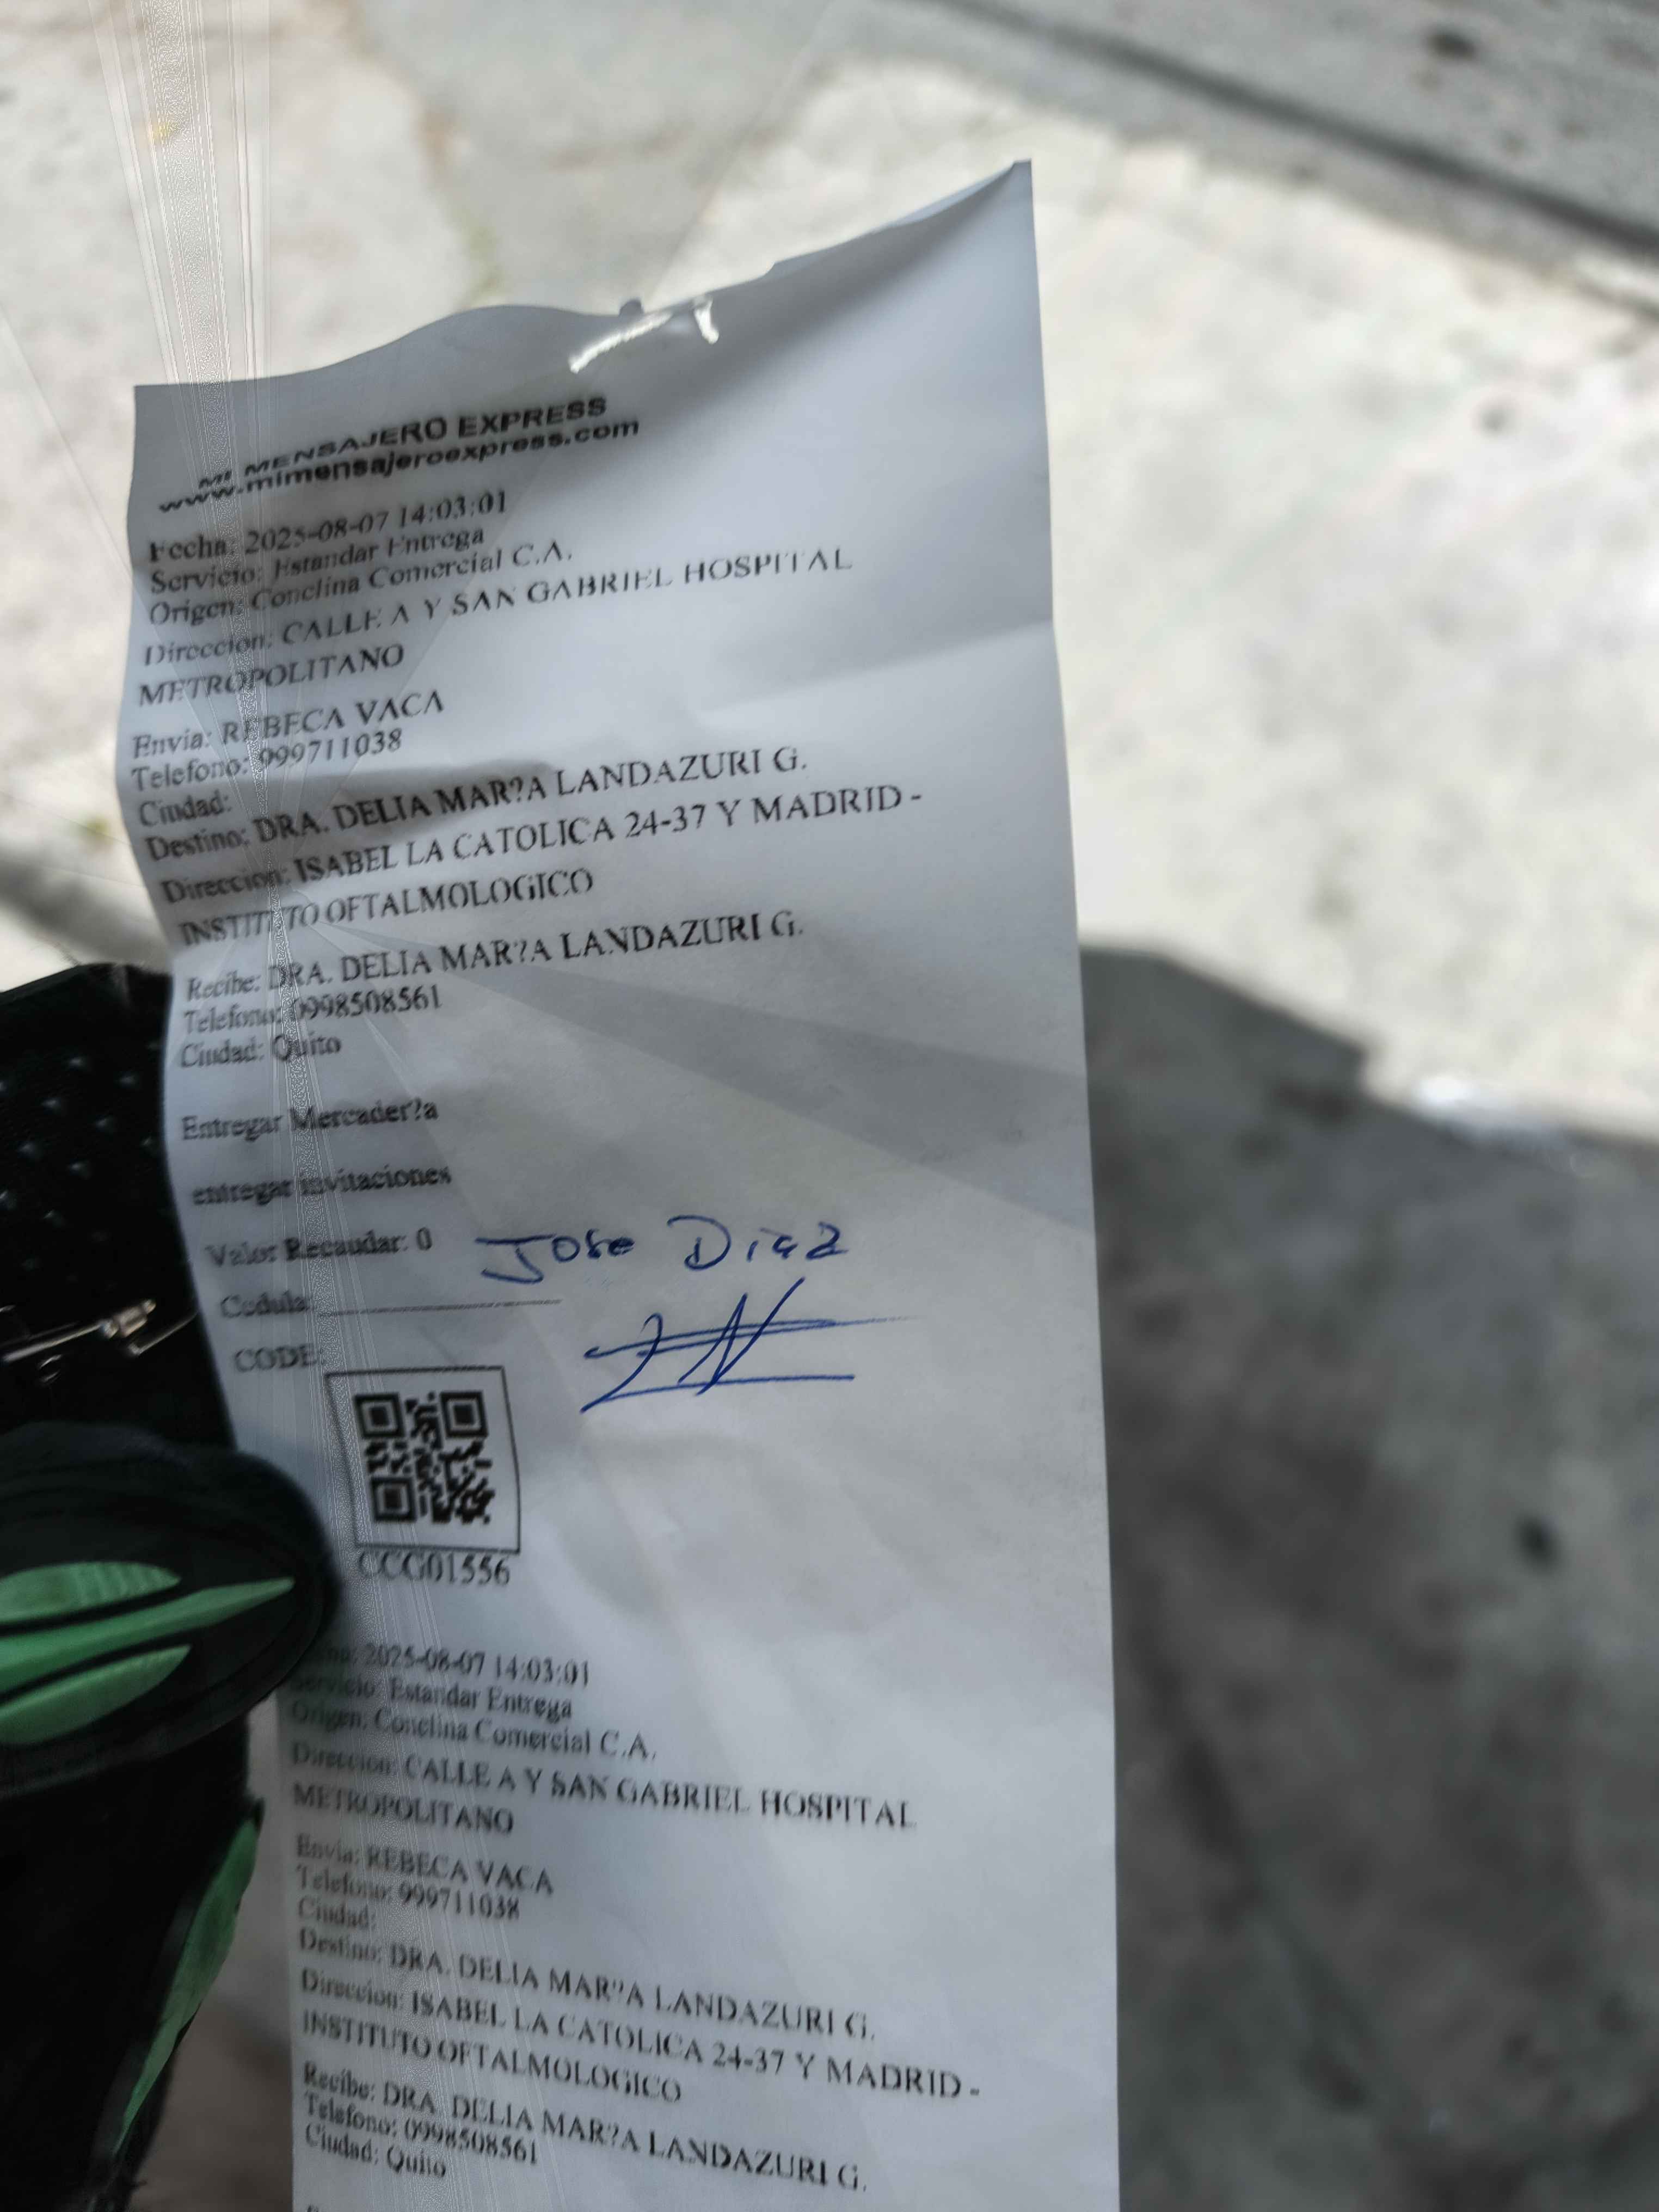 MI MENSAJERO EXPRESS
www.mimensajeroexpress.com
Fecha: 2025-08-07 14:03:01
Servicio: Estandar Entrega
Origen: Conclina Comercial C.A.
Direccion: CALLE A Y SAN GABRIEL HOSPITAL
METROPOLITANO
Envia: REBECA VACA
Telefono: 999711038
Ciudad:
Destino: DRA. DELIA MAR?A LANDAZURI G.
Direccion: ISABEL LA CATOLICA 24-37 Y MADRID -
INSTITUTO OFTALMOLOGICO
Recibe: DRA. DELIA MAR?A LANDAZURI G.
Telefono: 0998508561
Ciudad: Quito
Entregar Mercader?a
entregar invitaciones
Valor Recaudar: 0
Jose Diaz
Cedula:
CODE:
CCG01556
2025-08-07 14:03:01
Servicio: Estandar Entrega
Origen: Conclina Comercial C.A.
Direccion: CALLE A Y SAN GABRIEL HOSPITAL
METROPOLITANO
Envia: REBECA VACA
Telefono: 999711038
Ciudad:
Destino: DRA. DELIA MAR?A LANDAZURI G.
Direccion: ISABEL LA CATOLICA 24-37 Y MADRID -
INSTITUTO OFTALMOLOGICO
Recibe: DRA. DELIA MAR?A LANDAZURI G.
Telefono: 0998508561
Ciudad: Quito